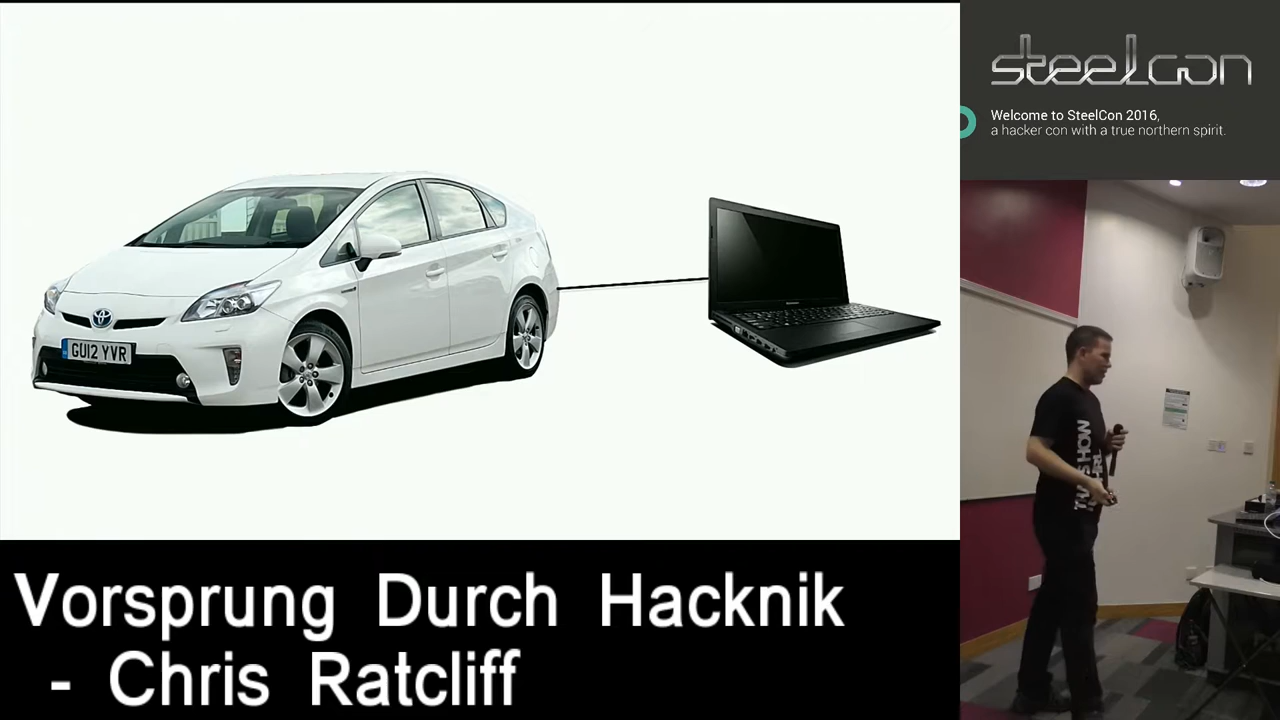 steelcon
Welcome to SteelCon 2016,
a hacker con with a true northern spirit.
GU12 YVR
Vorsprung Durch Hacknik
- Chris Ratcliff